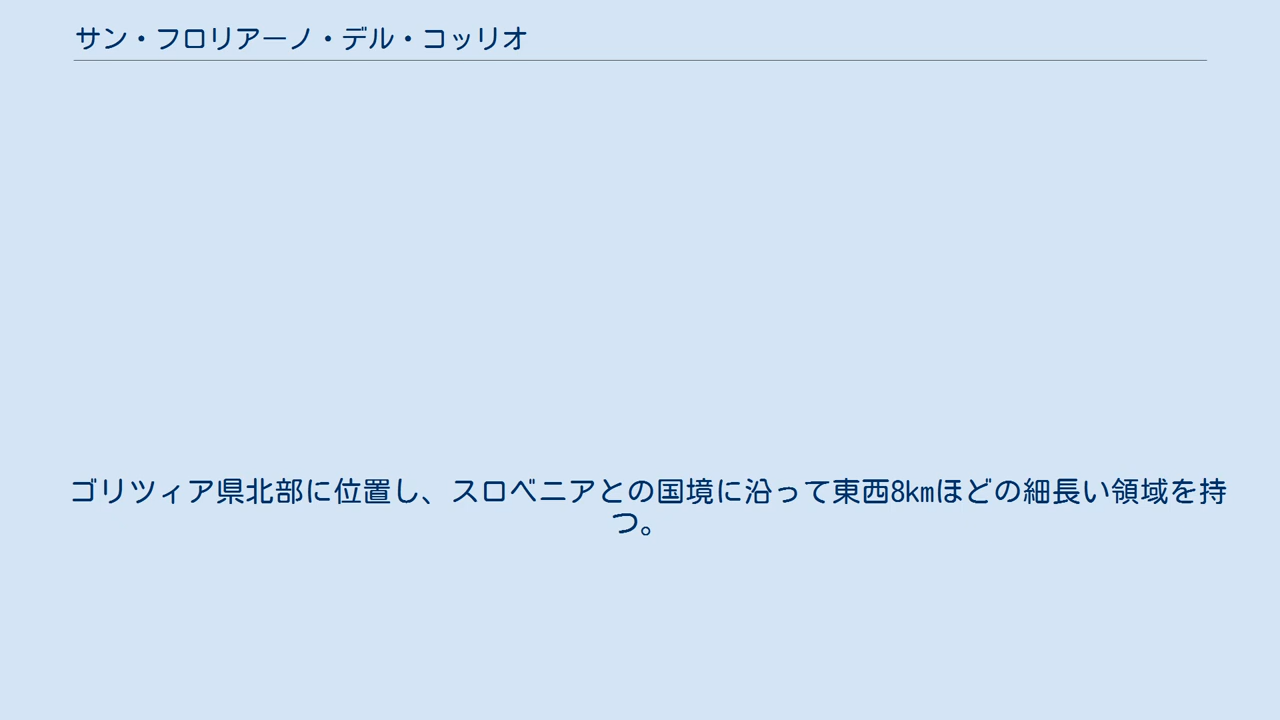 サン・フロリアーノ・デル・コッリオ
ゴリツィア県北部に位置し、スロベニアとの国境に沿って東西8kmほどの細長い領域を持
つ。